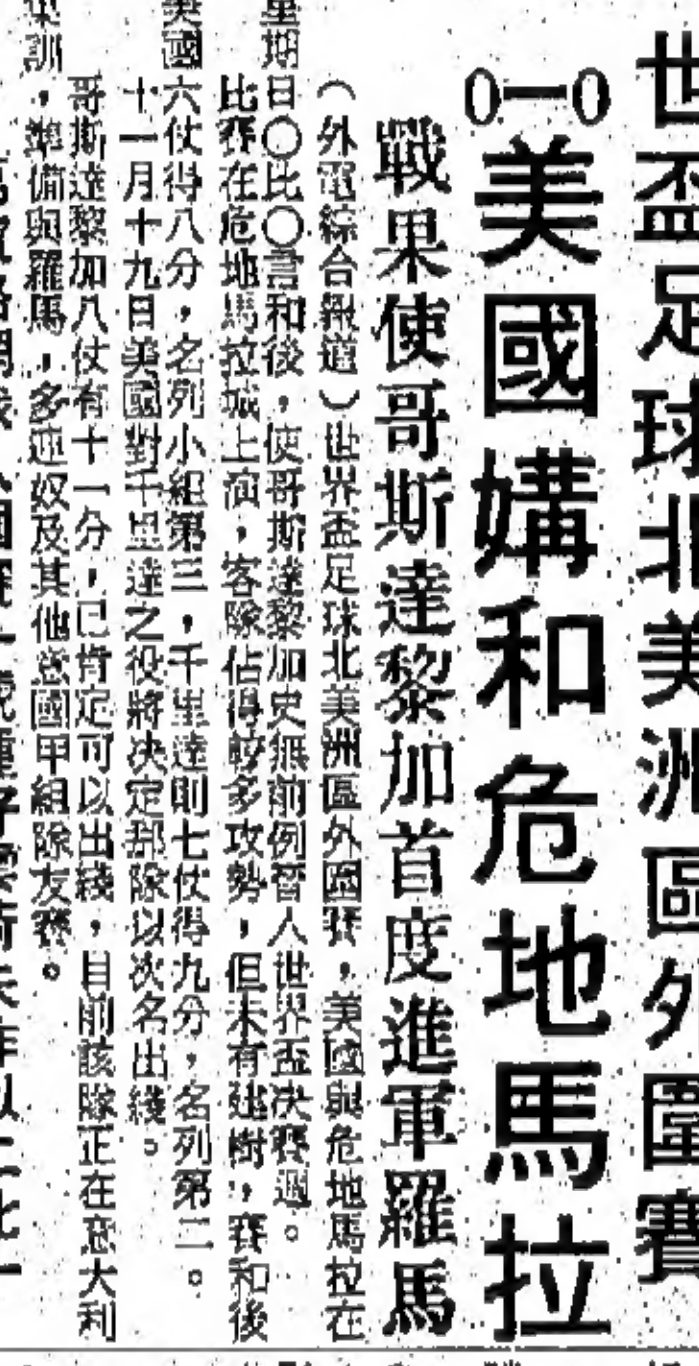 世盃足球北美洲區外圍賽
0一0美國媾和危地馬拉
戰果使哥斯達黎加首度進軍羅馬
（外電綜合報道）世界盃足球北美洲區外圍賽，美國與危地馬拉在
星期日〇比〇言和後，使哥斯達黎加史無前例晉入世界盃決賽週。
比賽在危地馬拉城上演，客隊佔得較多攻勢，但未有建樹，賽和後
美國六仗得八分，名列小組第三，千里達則七仗得九分，名列第二。
十一月十九日美國對千里達之役將決定那隊以次名出綫。
哥斯達黎加八仗有十一分，已肯定可以出綫，目前該隊正在意大利
集訓，準備與羅馬，多連奴及其他意國甲組隊友賽。